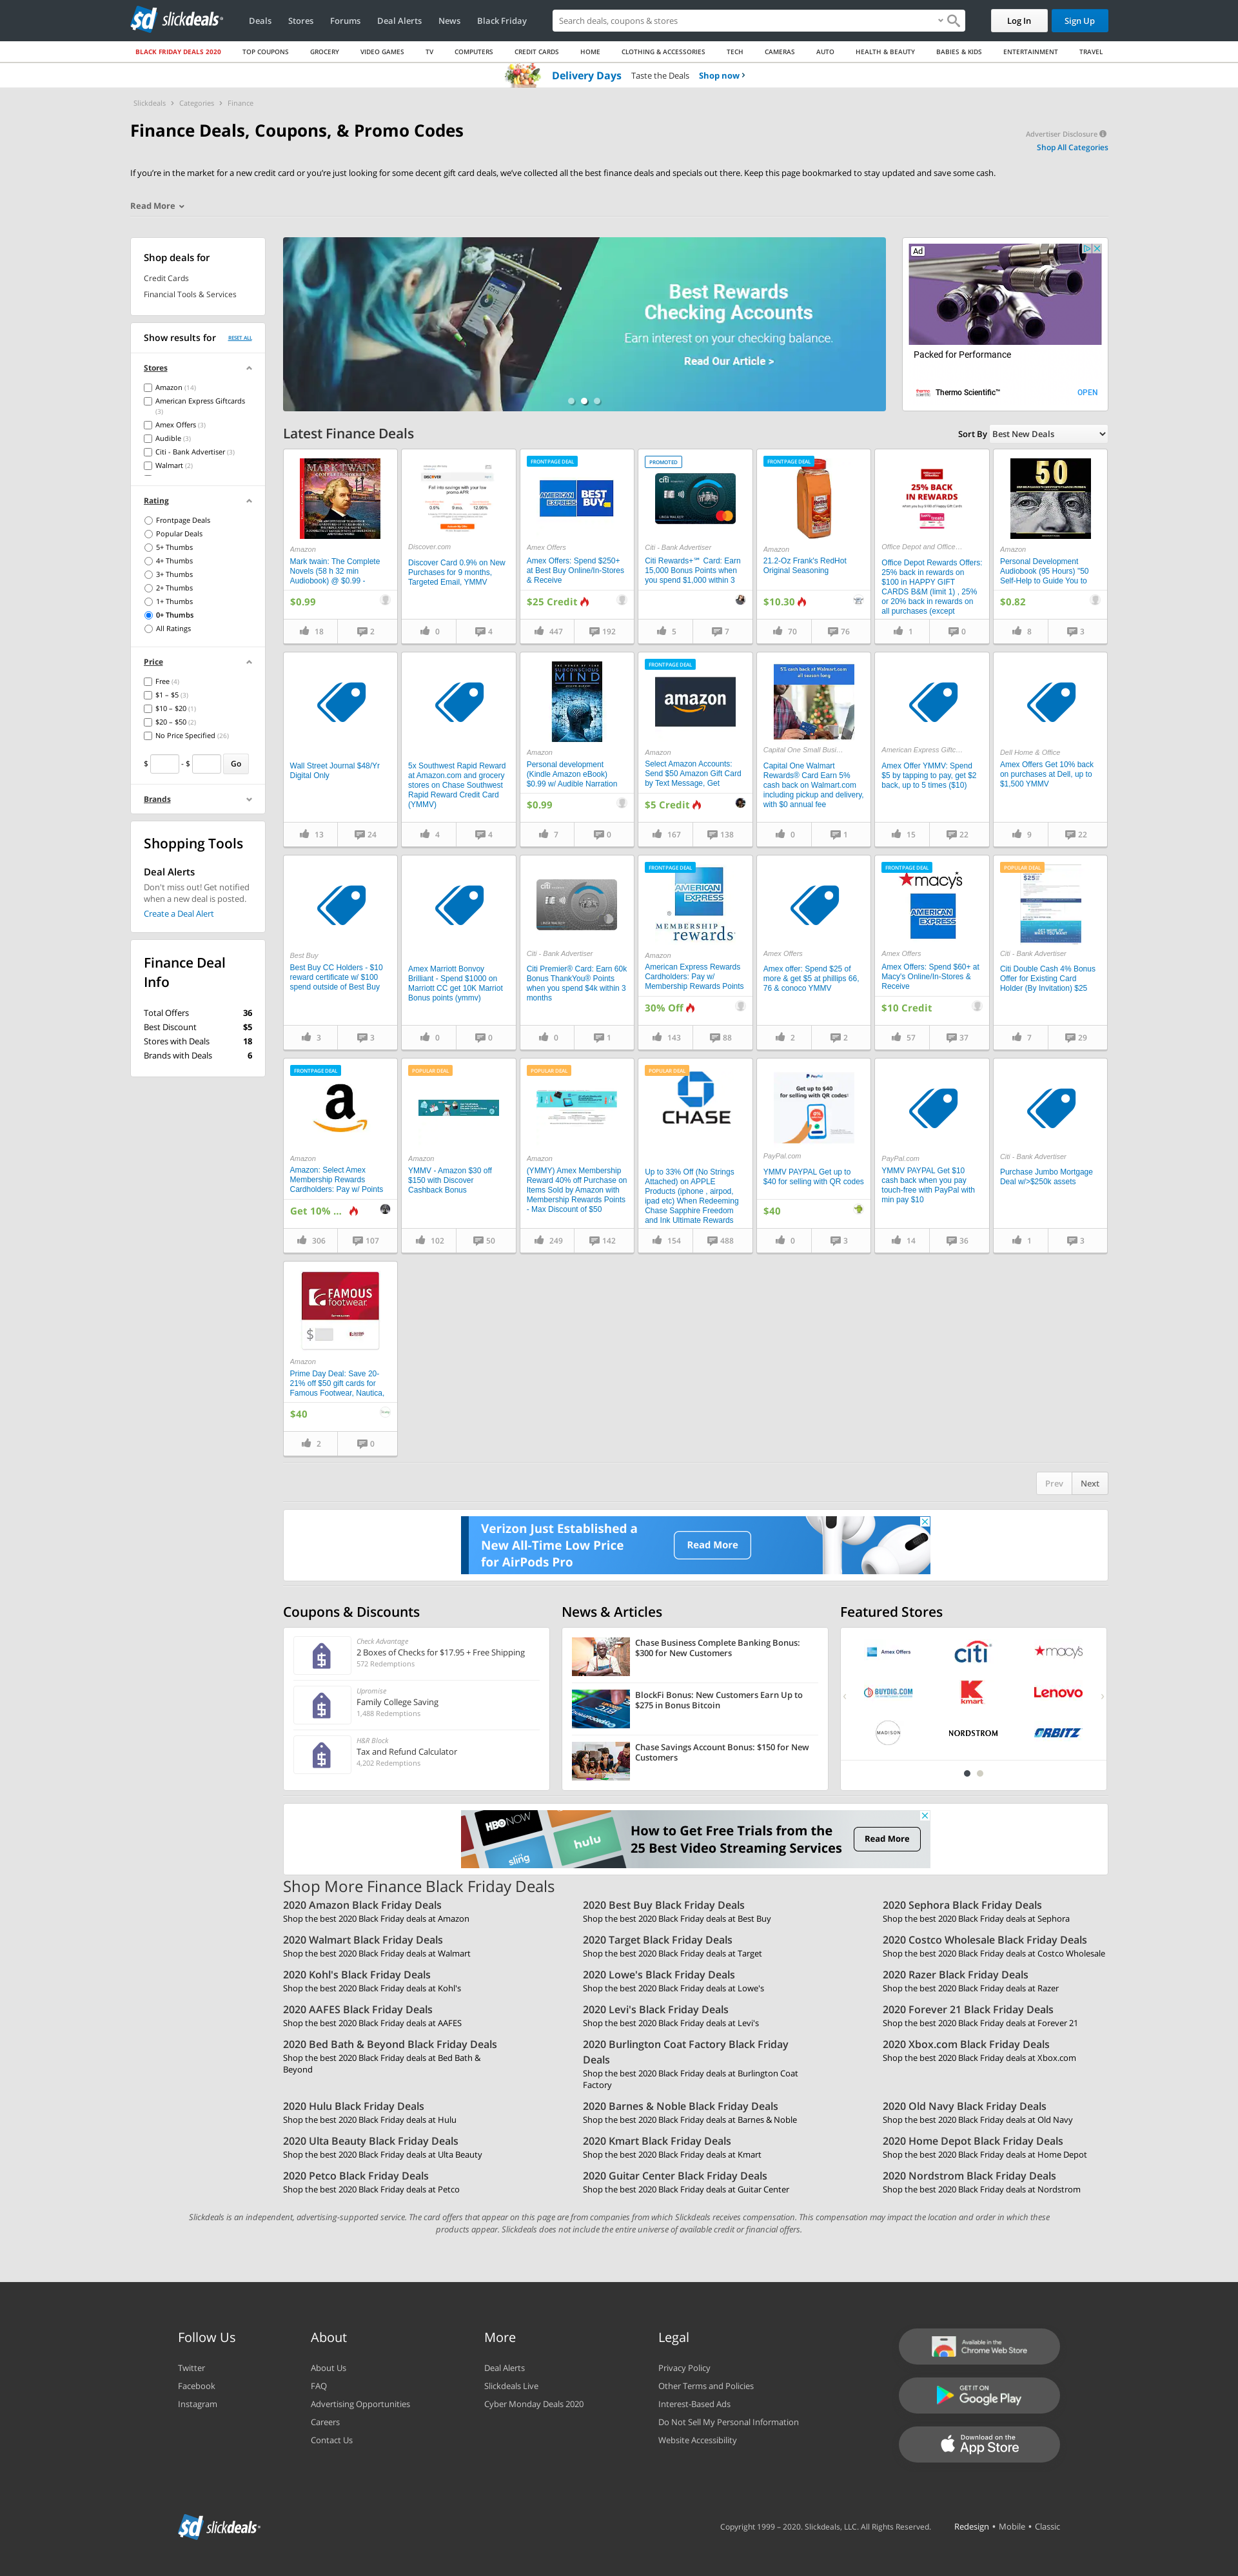 slickdeals
Deals Stores Forums Deal Alerts News Black Friday
Search deals, coupons & stores
Log In
Sign Up
BLACK FRIDAY DEALS 2020 TOP COUPONS GROCERY VIDEO GAMES TV COMPUTERS CREDIT CARDS HOME CLOTHING & ACCESSORIES TECH CAMERAS AUTO HEALTH & BEAUTY BABIES & KIDS ENTERTAINMENT TRAVEL
Delivery Days Taste the Deals Shop now
Slickdeals > Categories > Finance
Finance Deals, Coupons, & Promo Codes
Advertiser Disclosure
Shop All Categories
If you're in the market for a new credit card or you're just looking for some decent gift card deals, we've collected all the best finance deals and specials out there. Keep this page bookmarked to stay updated and save some cash.
Read More
Shop deals for
Credit Cards
Financial Tools & Services
Show results for
RESET ALL
Stores
Amazon (14)
American Express Giftcards
(3)
Amex Offers (3)
Audible (3)
Citi - Bank Advertiser (3)
Walmart (2)
Rating
Frontpage Deals
Popular Deals
5+ Thumbs
4+ Thumbs
3+ Thumbs
2+ Thumbs
1+ Thumbs
0+ Thumbs
All Ratings
Price
Free (4)
$1 – $5 (3)
$10 – $20 (1)
$20 – $50 (2)
No Price Specified (26)
$ - $ Go
Brands
Shopping Tools
Deal Alerts
Don't miss out! Get notified
when a new deal is posted.
Create a Deal Alert
Finance Deal
Info
Total Offers 36
Best Discount $5
Stores with Deals 18
Brands with Deals 6
Best Rewards
Checking Accounts
Earn interest on your checking balance.
Read Our Article >
Ad
Packed for Performance
Thermo Scientific™
OPEN
Latest Finance Deals
Sort By Best New Deals
MARK TWAIN
Amazon
Mark twain: The Complete
Novels (58 h 32 min
Audiobook) @ $0.99 -
$0.99
18 2
DISCOVER
Discover.com
Discover Card 0.9% on New
Purchases for 9 months,
Targeted Email, YMMV
0 4
FRONTPAGE DEAL
AMERICAN EXPRESS
BEST BUY
Amex Offers
Amex Offers: Spend $250+
at Best Buy Online/In-Stores
& Receive
$25 Credit
447 192
PROMOTED
citi
Citi - Bank Advertiser
Citi Rewards+℠ Card: Earn
15,000 Bonus Points when
you spend $1,000 within 3
5 7
FRONTPAGE DEAL
Amazon
21.2-Oz Frank's RedHot
Original Seasoning
$10.30
70 76
25% BACK
IN REWARDS
Office Depot and Office…
Office Depot Rewards Offers:
25% back in rewards on
$100 in HAPPY GIFT
CARDS B&M (limit 1) , 25%
or 20% back in rewards on
all purchases (except
1 0
50
Amazon
Personal Development
Audiobook (95 Hours) "50
Self-Help to Guide You to
$0.82
8 3
Wall Street Journal $48/Yr
Digital Only
13 24
5x Southwest Rapid Reward
at Amazon.com and grocery
stores on Chase Southwest
Rapid Reward Credit Card
(YMMV)
4 4
SUBCONSCIOUS
MIND
Amazon
Personal development
(Kindle Amazon eBook)
$0.99 w/ Audible Narration
$0.99
7 0
FRONTPAGE DEAL
amazon
Amazon
Select Amazon Accounts:
Send $50 Amazon Gift Card
by Text Message, Get
$5 Credit
167 138
5% cash back at Walmart.com
all season long
Capital One Small Busi…
Capital One Walmart
Rewards® Card Earn 5%
cash back on Walmart.com
including pickup and delivery,
with $0 annual fee
0 1
American Express Giftc…
Amex Offer YMMV: Spend
$5 by tapping to pay, get $2
back, up to 5 times ($10)
15 22
Dell Home & Office
Amex Offers Get 10% back
on purchases at Dell, up to
$1,500 YMMV
9 22
Best Buy
Best Buy CC Holders - $10
reward certificate w/ $100
spend outside of Best Buy
3 3
Amex Marriott Bonvoy
Brilliant - Spend $1000 on
Marriott CC get 10K Marriot
Bonus points (ymmv)
0 0
citi
Citi - Bank Advertiser
Citi Premier® Card: Earn 60k
Bonus ThankYou® Points
when you spend $4k within 3
months
0 1
FRONTPAGE DEAL
AMERICAN EXPRESS
MEMBERSHIP
rewards
Amazon
American Express Rewards
Cardholders: Pay w/
Membership Rewards Points
30% Off
143 88
Amex Offers
Amex offer: Spend $25 of
more & get $5 at phillips 66,
76 & conoco YMMV
2 2
FRONTPAGE DEAL
macy's
AMERICAN EXPRESS
Amex Offers
Amex Offers: Spend $60+ at
Macy's Online/In-Stores &
Receive
$10 Credit
57 37
POPULAR DEAL
$25
Citi - Bank Advertiser
Citi Double Cash 4% Bonus
Offer for Existing Card
Holder (By Invitation) $25
7 29
FRONTPAGE DEAL
a
Amazon
Amazon: Select Amex
Membership Rewards
Cardholders: Pay w/ Points
Get 10% ...
306 107
POPULAR DEAL
Amazon
YMMV - Amazon $30 off
$150 with Discover
Cashback Bonus
102 50
POPULAR DEAL
Amazon
(YMMY) Amex Membership
Reward 40% off Purchase on
Items Sold by Amazon with
Membership Rewards Points
- Max Discount of $50
249 142
POPULAR DEAL
CHASE
Up to 33% Off (No Strings
Attached) on APPLE
Products (iphone , airpod,
ipad etc) When Redeeming
Chase Sapphire Freedom
and Ink Ultimate Rewards
154 488
PayPal
Get up to $40
for selling with QR codes
PayPal.com
YMMV PAYPAL Get up to
$40 for selling with QR codes
$40
0 3
PayPal.com
YMMV PAYPAL Get $10
cash back when you pay
touch-free with PayPal with
min pay $10
14 36
Citi - Bank Advertiser
Purchase Jumbo Mortgage
Deal w/>$250k assets
1 3
FAMOUS
footwear
$
Amazon
Prime Day Deal: Save 20-
21% off $50 gift cards for
Famous Footwear, Nautica,
$40
2 0
Prev Next
Verizon Just Established a
New All-Time Low Price
for AirPods Pro
Read More
Coupons & Discounts
Check Advantage
2 Boxes of Checks for $17.95 + Free Shipping
572 Redemptions
Upromise
Family College Saving
1,488 Redemptions
H&R Block
Tax and Refund Calculator
4,202 Redemptions
News & Articles
Chase Business Complete Banking Bonus:
$300 for New Customers
BlockFi Bonus: New Customers Earn Up to
$275 in Bonus Bitcoin
Chase Savings Account Bonus: $150 for New
Customers
Featured Stores
Amex Offers citi macy's
BUYDIG.COM kmart Lenovo
MADISON NORDSTROM ORBITZ
HBO NOW
hulu
sling
How to Get Free Trials from the
25 Best Video Streaming Services
Read More
Shop More Finance Black Friday Deals
2020 Amazon Black Friday Deals
Shop the best 2020 Black Friday deals at Amazon
2020 Best Buy Black Friday Deals
Shop the best 2020 Black Friday deals at Best Buy
2020 Sephora Black Friday Deals
Shop the best 2020 Black Friday deals at Sephora
2020 Walmart Black Friday Deals
Shop the best 2020 Black Friday deals at Walmart
2020 Target Black Friday Deals
Shop the best 2020 Black Friday deals at Target
2020 Costco Wholesale Black Friday Deals
Shop the best 2020 Black Friday deals at Costco Wholesale
2020 Kohl's Black Friday Deals
Shop the best 2020 Black Friday deals at Kohl's
2020 Lowe's Black Friday Deals
Shop the best 2020 Black Friday deals at Lowe's
2020 Razer Black Friday Deals
Shop the best 2020 Black Friday deals at Razer
2020 AAFES Black Friday Deals
Shop the best 2020 Black Friday deals at AAFES
2020 Levi's Black Friday Deals
Shop the best 2020 Black Friday deals at Levi's
2020 Forever 21 Black Friday Deals
Shop the best 2020 Black Friday deals at Forever 21
2020 Bed Bath & Beyond Black Friday Deals
Shop the best 2020 Black Friday deals at Bed Bath &
Beyond
2020 Burlington Coat Factory Black Friday
Deals
Shop the best 2020 Black Friday deals at Burlington Coat
Factory
2020 Xbox.com Black Friday Deals
Shop the best 2020 Black Friday deals at Xbox.com
2020 Hulu Black Friday Deals
Shop the best 2020 Black Friday deals at Hulu
2020 Barnes & Noble Black Friday Deals
Shop the best 2020 Black Friday deals at Barnes & Noble
2020 Old Navy Black Friday Deals
Shop the best 2020 Black Friday deals at Old Navy
2020 Ulta Beauty Black Friday Deals
Shop the best 2020 Black Friday deals at Ulta Beauty
2020 Kmart Black Friday Deals
Shop the best 2020 Black Friday deals at Kmart
2020 Home Depot Black Friday Deals
Shop the best 2020 Black Friday deals at Home Depot
2020 Petco Black Friday Deals
Shop the best 2020 Black Friday deals at Petco
2020 Guitar Center Black Friday Deals
Shop the best 2020 Black Friday deals at Guitar Center
2020 Nordstrom Black Friday Deals
Shop the best 2020 Black Friday deals at Nordstrom
Slickdeals is an independent, advertising-supported service. The card offers that appear on this page are from companies from which Slickdeals receives compensation. This compensation may impact the location and order in which these
products appear. Slickdeals does not include the entire universe of available credit or financial offers.
Follow Us
Twitter
Facebook
Instagram
About
About Us
FAQ
Advertising Opportunities
Careers
Contact Us
More
Deal Alerts
Slickdeals Live
Cyber Monday Deals 2020
Legal
Privacy Policy
Other Terms and Policies
Interest-Based Ads
Do Not Sell My Personal Information
Website Accessibility
Available in the
Chrome Web Store
GET IT ON
Google Play
Download on the
App Store
slickdeals
Copyright 1999 – 2020. Slickdeals, LLC. All Rights Reserved.
Redesign • Mobile • Classic